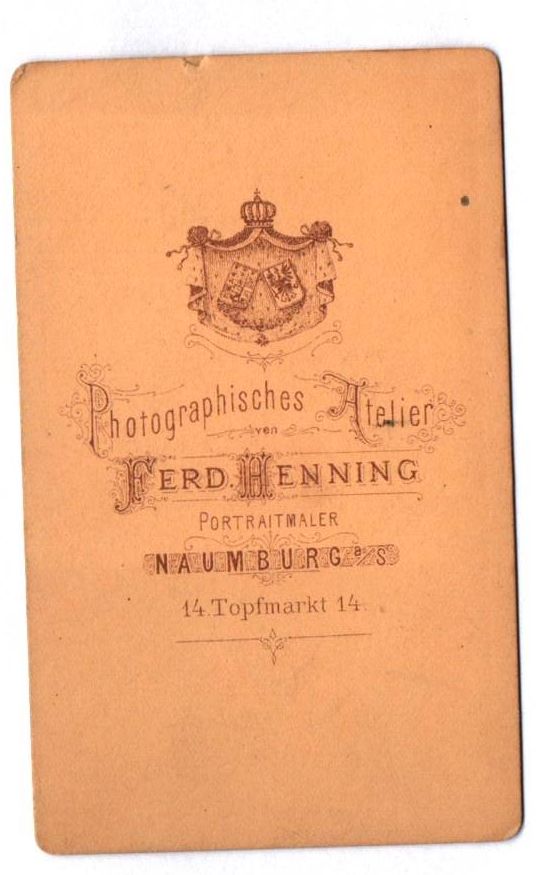 Photographisches Atelier
von
FERD. HENNING
PORTRAITMALER
NAUMBURG a/S
14. Topfmarkt 14.